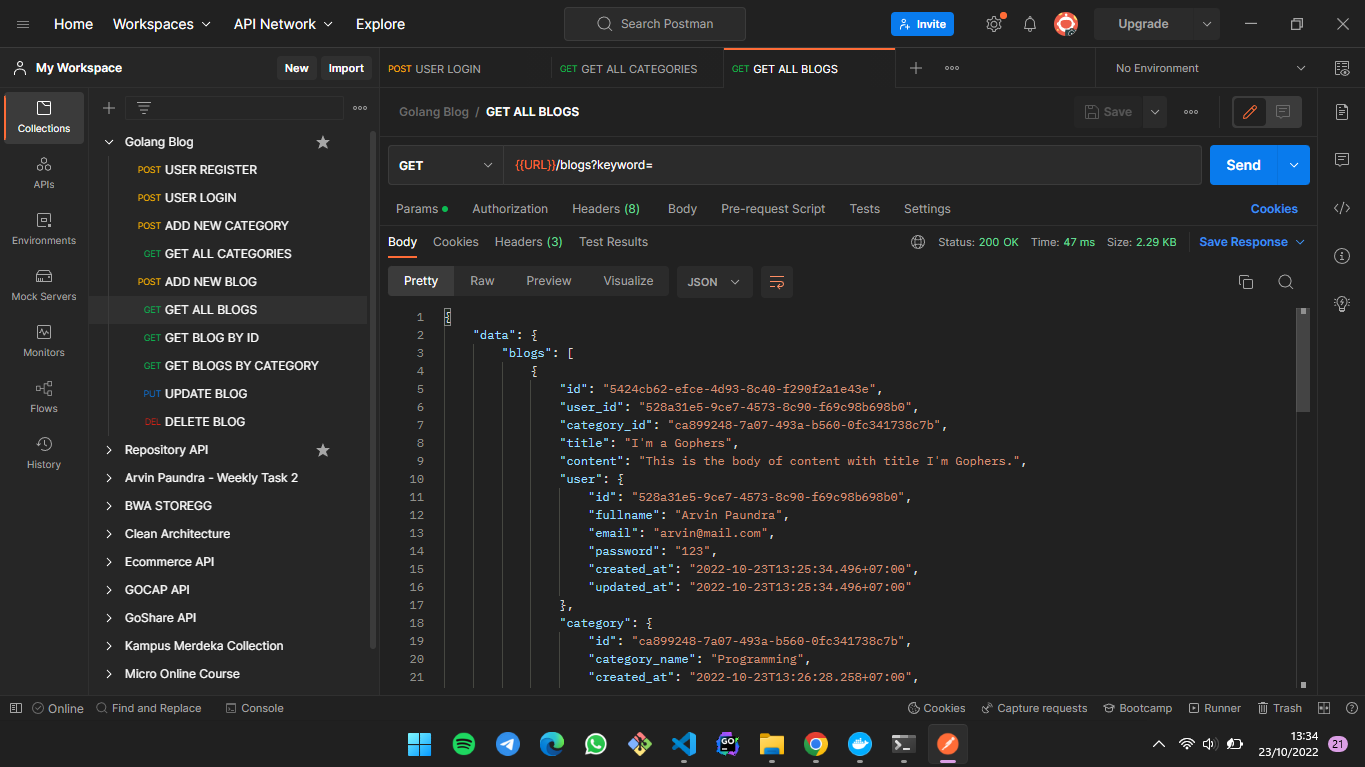 Home Workspaces API Network Explore Search Postman Invite Upgrade
My Workspace New Import POST USER LOGIN GET GET ALL CATEGORIES GET GET ALL BLOGS No Environment
Collections
APIs
Environments
Mock Servers
Monitors
Flows
History
Golang Blog
POST USER REGISTER
POST USER LOGIN
POST ADD NEW CATEGORY
GET GET ALL CATEGORIES
POST ADD NEW BLOG
GET GET ALL BLOGS
GET GET BLOG BY ID
GET GET BLOGS BY CATEGORY
PUT UPDATE BLOG
DEL DELETE BLOG
Repository API
Arvin Paundra - Weekly Task 2
BWA STOREGG
Clean Architecture
Ecommerce API
GOCAP API
GoShare API
Kampus Merdeka Collection
Micro Online Course
Golang Blog / GET ALL BLOGS Save
GET {{URL}}/blogs?keyword= Send
Params Authorization Headers (8) Body Pre-request Script Tests Settings Cookies
Body Cookies Headers (3) Test Results Status: 200 OK Time: 47 ms Size: 2.29 KB Save Response
Pretty Raw Preview Visualize JSON
1 {
2 "data": {
3 "blogs": [
4 {
5 "id": "5424cb62-efce-4d93-8c40-f290f2a1e43e",
6 "user_id": "528a31e5-9ce7-4573-8c90-f69c98b698b0",
7 "category_id": "ca899248-7a07-493a-b560-0fc341738c7b",
8 "title": "I'm a Gophers",
9 "content": "This is the body of content with title I'm Gophers.",
10 "user": {
11 "id": "528a31e5-9ce7-4573-8c90-f69c98b698b0",
12 "fullname": "Arvin Paundra",
13 "email": "arvin@mail.com",
14 "password": "123",
15 "created_at": "2022-10-23T13:25:34.496+07:00",
16 "updated_at": "2022-10-23T13:25:34.496+07:00"
17 },
18 "category": {
19 "id": "ca899248-7a07-493a-b560-0fc341738c7b",
20 "category_name": "Programming",
21 "created_at": "2022-10-23T13:26:28.258+07:00",
Online Find and Replace Console Cookies Capture requests Bootcamp Runner Trash
GO
13:34
23/10/2022 21